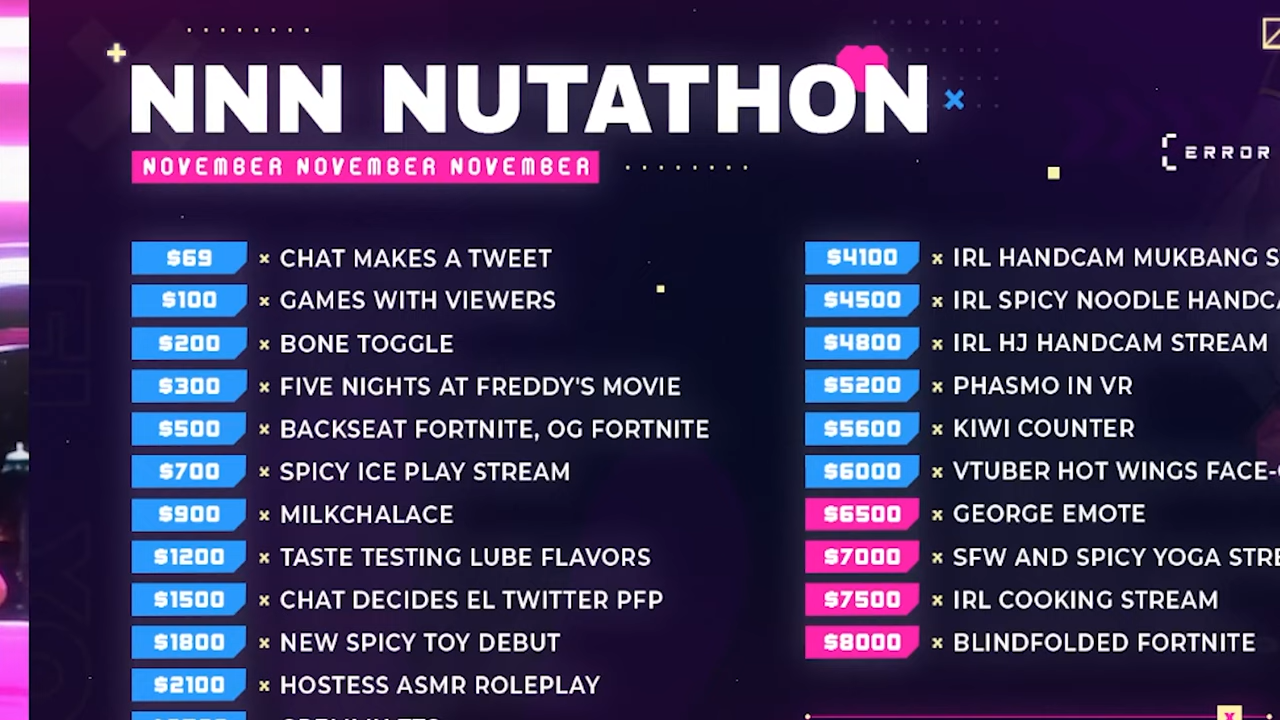 NNN NUTATHON
NOVEMBER NOVEMBER NOVEMBER
ERROR
$69 × CHAT MAKES A TWEET
$100 × GAMES WITH VIEWERS
$200 × BONE TOGGLE
$300 × FIVE NIGHTS AT FREDDY'S MOVIE
$500 × BACKSEAT FORTNITE, OG FORTNITE
$700 × SPICY ICE PLAY STREAM
$900 × MILKCHALACE
$1200 × TASTE TESTING LUBE FLAVORS
$1500 × CHAT DECIDES EL TWITTER PFP
$1800 × NEW SPICY TOY DEBUT
$2100 × HOSTESS ASMR ROLEPLAY
$4100 × IRL HANDCAM MUKBANG S
$4500 × IRL SPICY NOODLE HANDCA
$4800 × IRL HJ HANDCAM STREAM
$5200 × PHASMO IN VR
$5600 × KIWI COUNTER
$6000 × VTUBER HOT WINGS FACE-
$6500 × GEORGE EMOTE
$7000 × SFW AND SPICY YOGA STRE
$7500 × IRL COOKING STREAM
$8000 × BLINDFOLDED FORTNITE